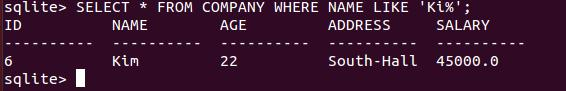 sqlite> SELECT * FROM COMPANY WHERE NAME LIKE 'Ki%';
ID          NAME        AGE         ADDRESS     SALARY
----------  ----------  ----------  ----------  ----------
6           Kim         22          South-Hall  45000.0
sqlite>